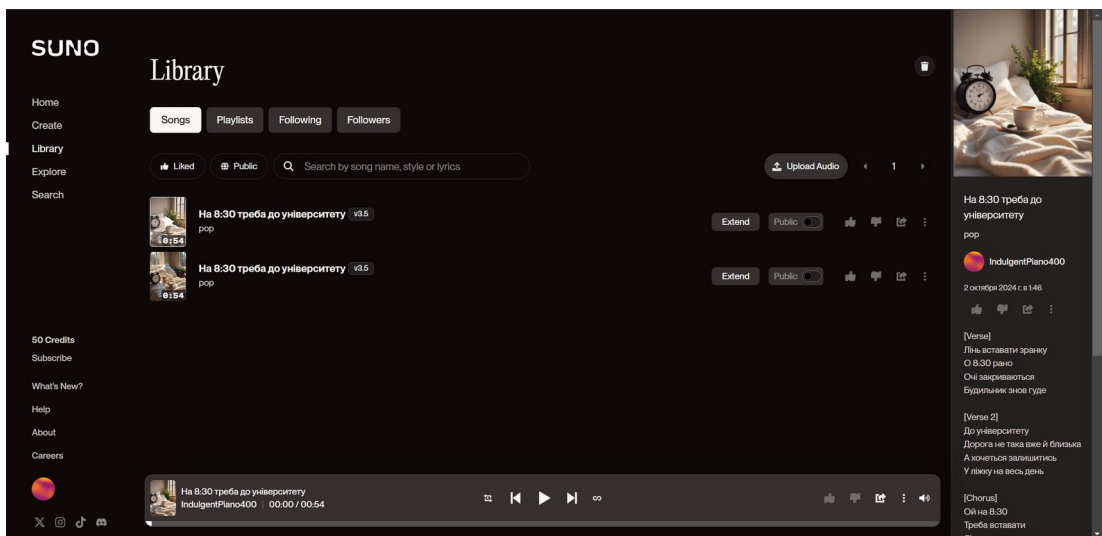 SUNO
Home
Create
Library
Explore
Search
50 Credits
Subscribe
What's New?
Help
About
Careers
Library
Songs Playlists Following Followers
Liked Public Search by song name, style or lyrics Upload Audio 1
0:54 На 8:30 треба до університету v3.5 Extend Public
pop
0:54 На 8:30 треба до університету v3.5 Extend Public
pop
На 8:30 треба до університету
IndulgentPiano400 00:00 / 00:54
На 8:30 треба до
університету
pop
IndulgentPiano400
2 октября 2024 г. в 1:46
[Verse]
Лінь вставати зранку
О 8:30 рано
Очі закриваються
Будильник знов гуде
[Verse 2]
До університету
Дорога не така вже й близька
А хочеться залишитись
У ліжку на весь день
[Chorus]
Ой на 8:30
Треба вставати